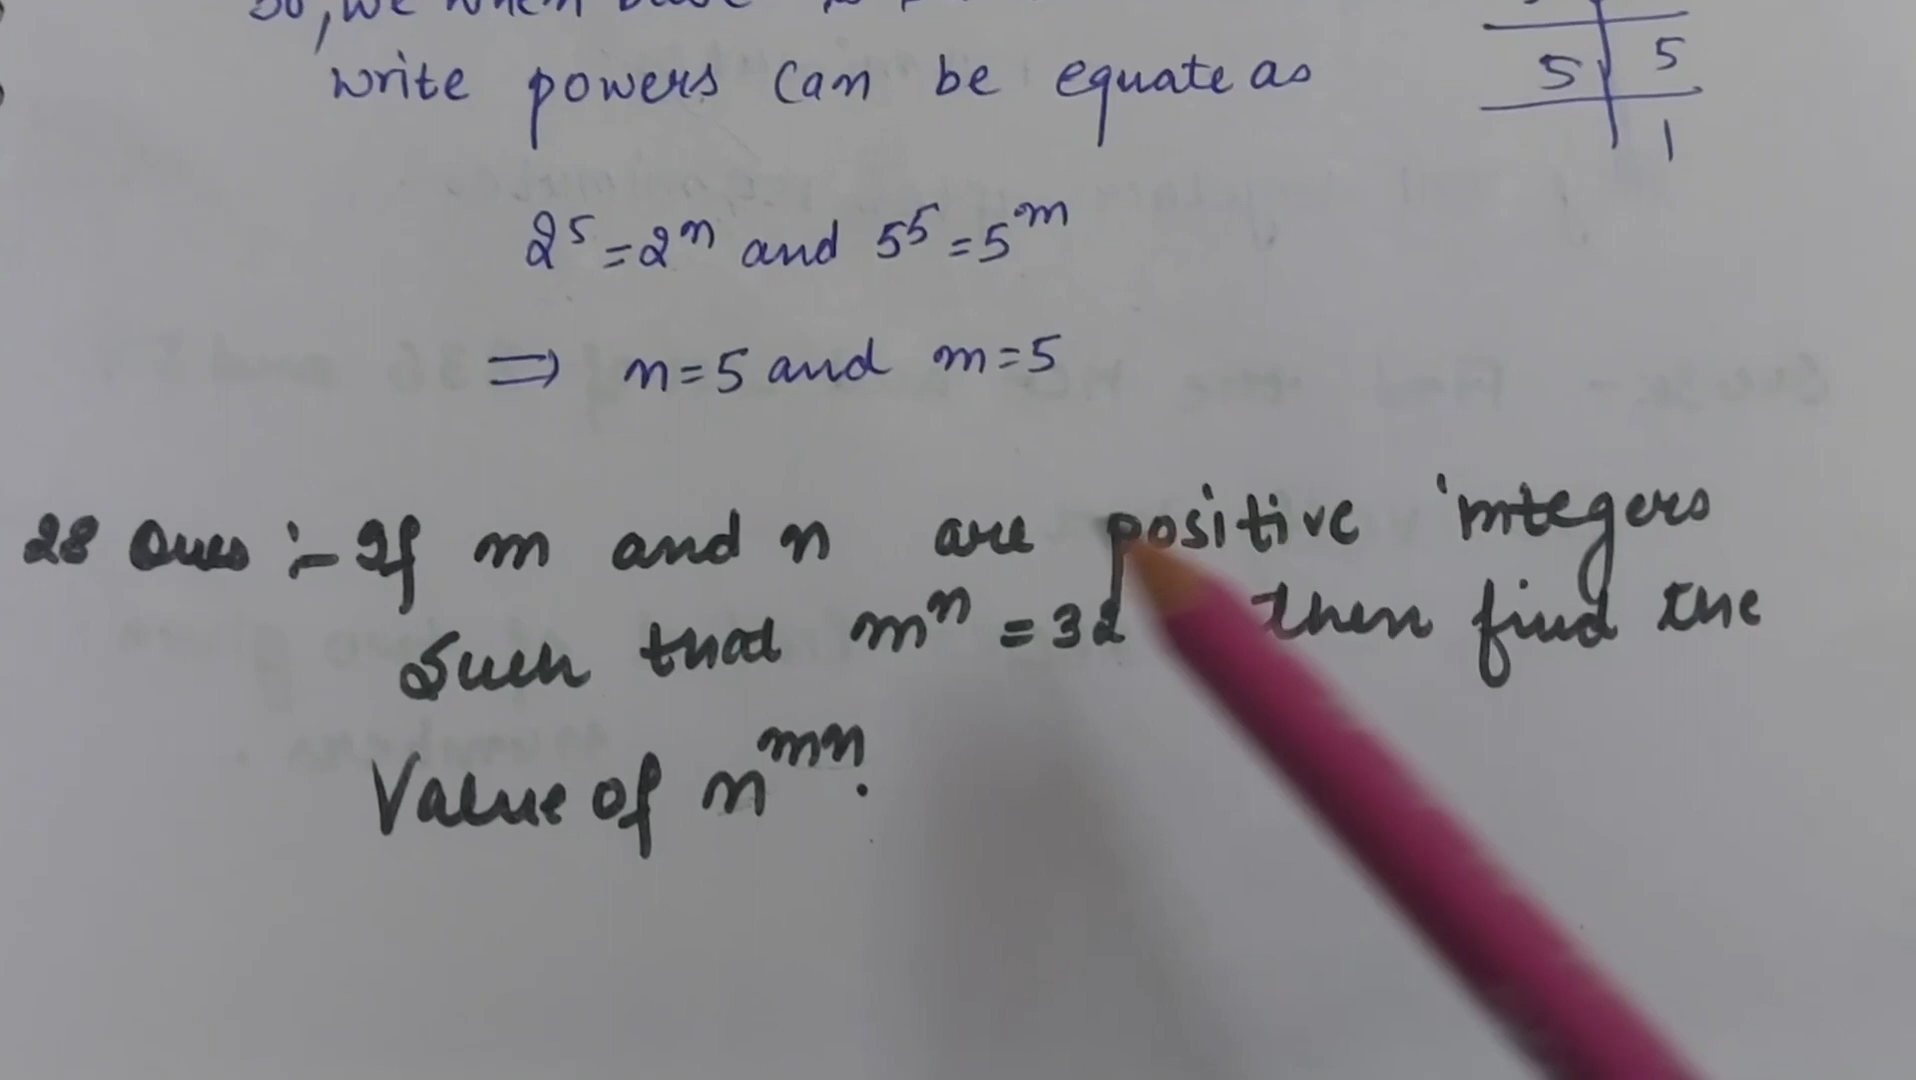 write powers can be equate as
5 | 5
1
2⁵ = 2ⁿ and 5⁵ = 5ᵐ
⇒ n = 5 and m = 5
28 Ques :- If m and n are positive integers
Such that mⁿ = 32 then find the
Value of nᵐⁿ.